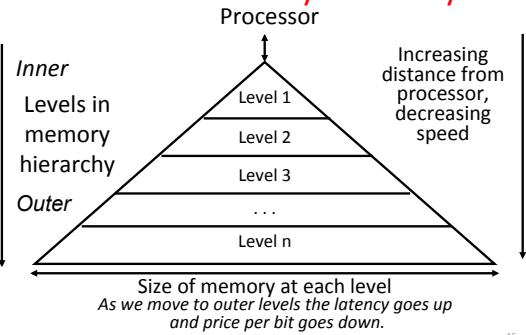 Processor
Inner
Levels in
memory
hierarchy
Outer
Increasing
distance from
processor,
decreasing
speed
Level 1
Level 2
Level 3
. . .
Level n
Size of memory at each level
As we move to outer levels the latency goes up
and price per bit goes down.